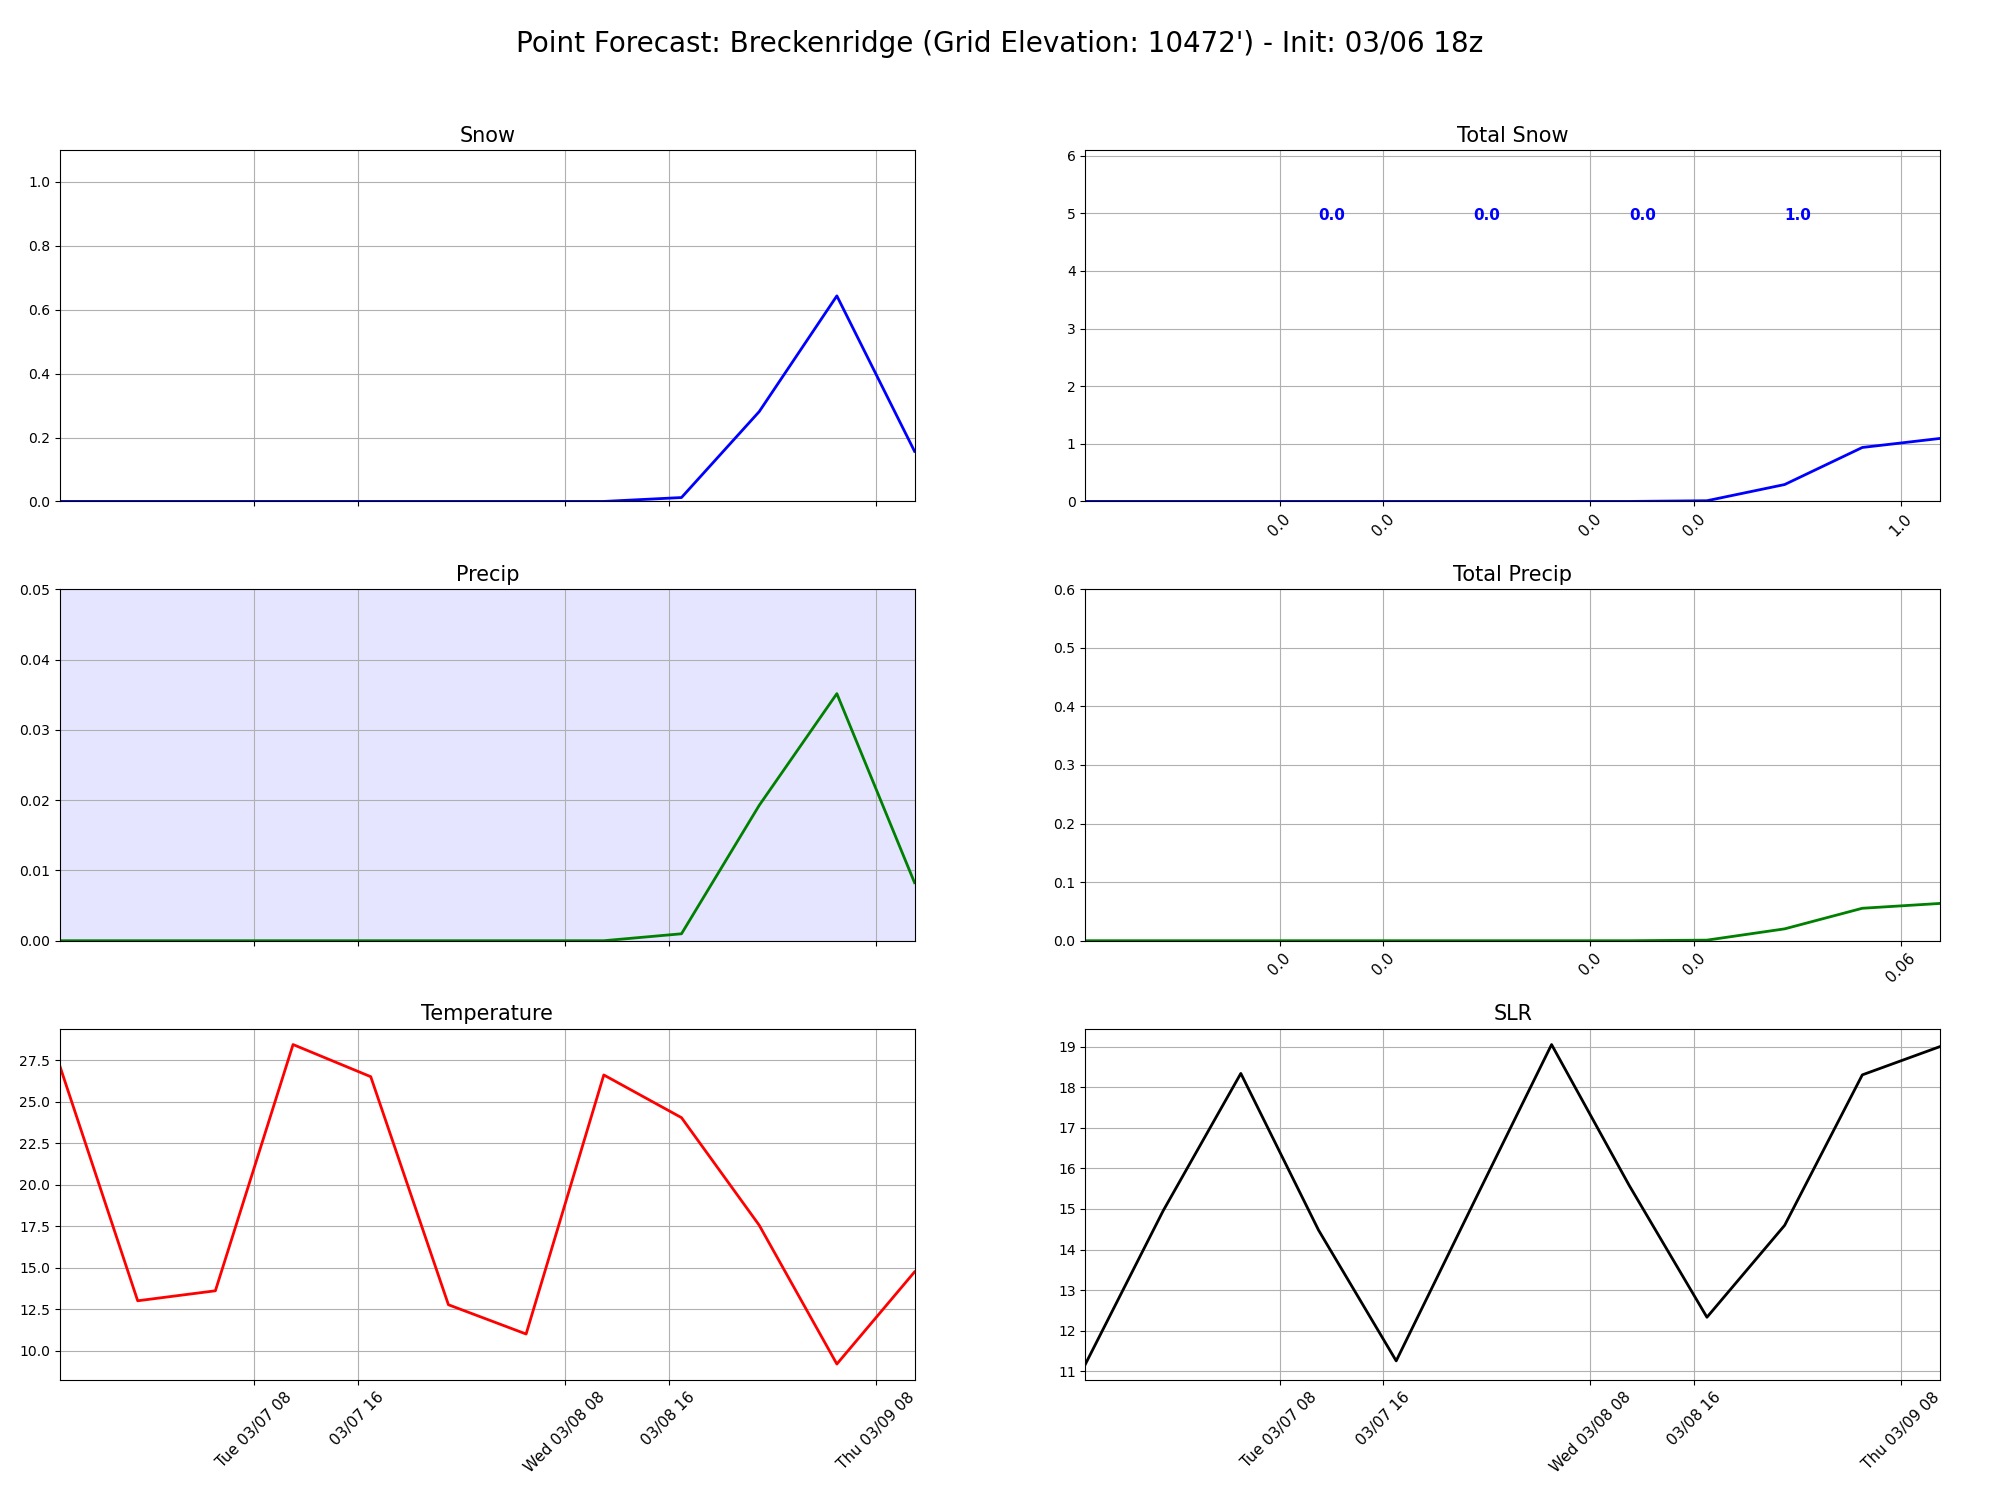 Point Forecast: Breckenridge (Grid Elevation: 10472') - Init: 03/06 18z
Snow
1.0
0.8
0.6
0.4
0.2
0.0
Total Snow
6
5
4
3
2
1
0
0.0 0.0 0.0 1.0
0.0 0.0 0.0 0.0 1.0
Precip
0.05
0.04
0.03
0.02
0.01
0.00
Total Precip
0.6
0.5
0.4
0.3
0.2
0.1
0.0
0.0 0.0 0.0 0.0 0.06
Temperature
27.5
25.0
22.5
20.0
17.5
15.0
12.5
10.0
Tue 03/07 08
03/07 16
Wed 03/08 08
03/08 16
Thu 03/09 08
SLR
19
18
17
16
15
14
13
12
11
Tue 03/07 08
03/07 16
Wed 03/08 08
03/08 16
Thu 03/09 08